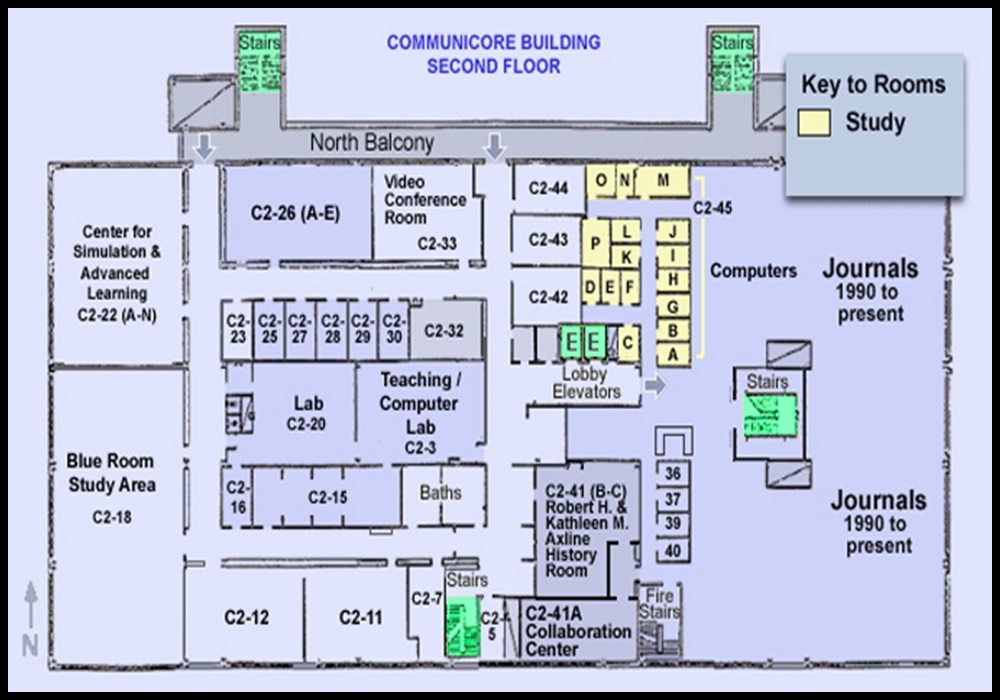 COMMUNICORE BUILDING
SECOND FLOOR
Stairs
Stairs
Key to Rooms
Study
North Balcony
Center for
Simulation &
Advanced
Learning
C2-22 (A-N)
C2-26 (A-E)
Video
Conference
Room
C2-33
C2-44
C2-43
C2-42
O N M
C2-45
P
L
K
D E F
C
J
I
H
G
B
A
Computers
Journals
1990 to
present
C2-
23
C2-
25
C2-
27
C2-
28
C2-
29
C2-
30
C2-32
E E
Lobby
Elevators
Stairs
Lab
C2-20
Teaching /
Computer
Lab
C2-3
Blue Room
Study Area
C2-18
C2-
16
C2-15
Baths
C2-41 (B-C)
Robert H. &
Kathleen M.
Axline
History
Room
36
37
39
40
Journals
1990 to
present
C2-12
C2-11
C2-7
Stairs
C2-
5
C2-41A
Collaboration
Center
Fire
Stairs
N